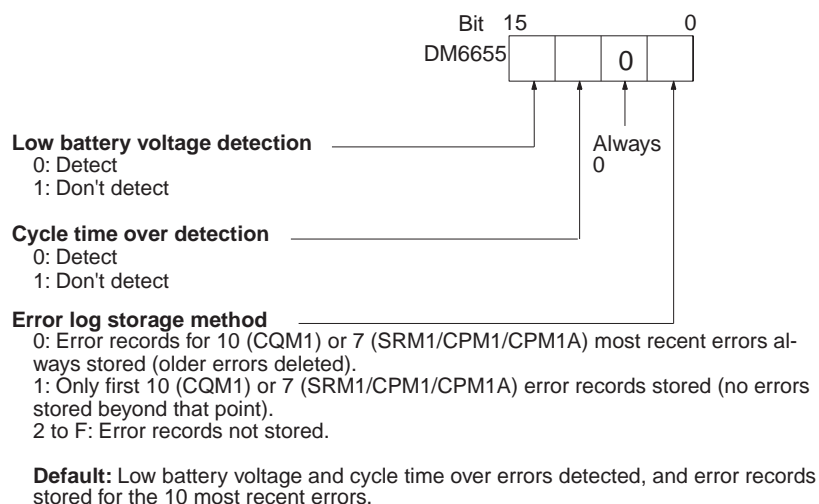 Bit 15 0
DM6655 0
Low battery voltage detection
0: Detect
1: Don't detect
Always
0
Cycle time over detection
0: Detect
1: Don't detect
Error log storage method
0: Error records for 10 (CQM1) or 7 (SRM1/CPM1/CPM1A) most recent errors al-
ways stored (older errors deleted).
1: Only first 10 (CQM1) or 7 (SRM1/CPM1/CPM1A) error records stored (no errors
stored beyond that point).
2 to F: Error records not stored.
Default: Low battery voltage and cycle time over errors detected, and error records
stored for the 10 most recent errors.